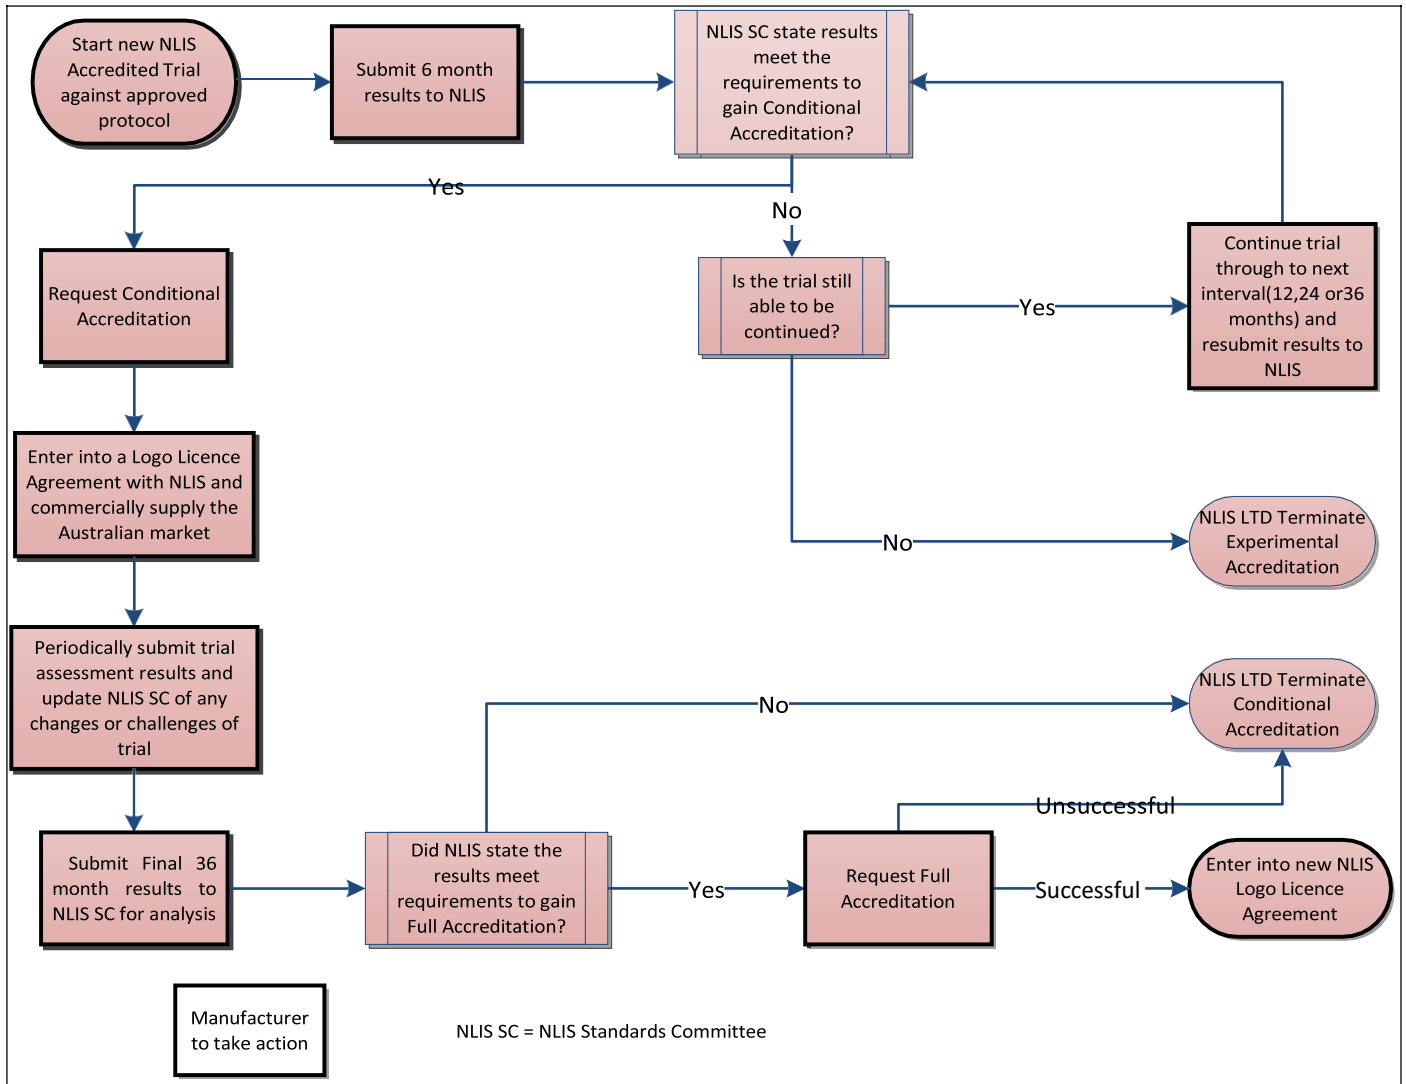 Start new NLIS
Accredited Trial
against approved
protocol
Submit 6 month
results to NLIS
NLIS SC state results
meet the
requirements to
gain Conditional
Accreditation?
Yes
No
Request Conditional
Accreditation
Is the trial still
able to be
continued?
Yes
Continue trial
through to next
interval(12,24 or36
months) and
resubmit results to
NLIS
Enter into a Logo Licence
Agreement with NLIS and
commercially supply the
Australian market
No
NLIS LTD Terminate
Experimental
Accreditation
Periodically submit trial
assessment results and
update NLIS SC of any
changes or challenges of
trial
No
NLIS LTD Terminate
Conditional
Accreditation
Submit Final 36
month results to
NLIS SC for analysis
Did NLIS state the
results meet
requirements to gain
Full Accreditation?
Yes
Request Full
Accreditation
Unsuccessful
Successful
Enter into new NLIS
Logo Licence
Agreement
Manufacturer
to take action
NLIS SC = NLIS Standards Committee